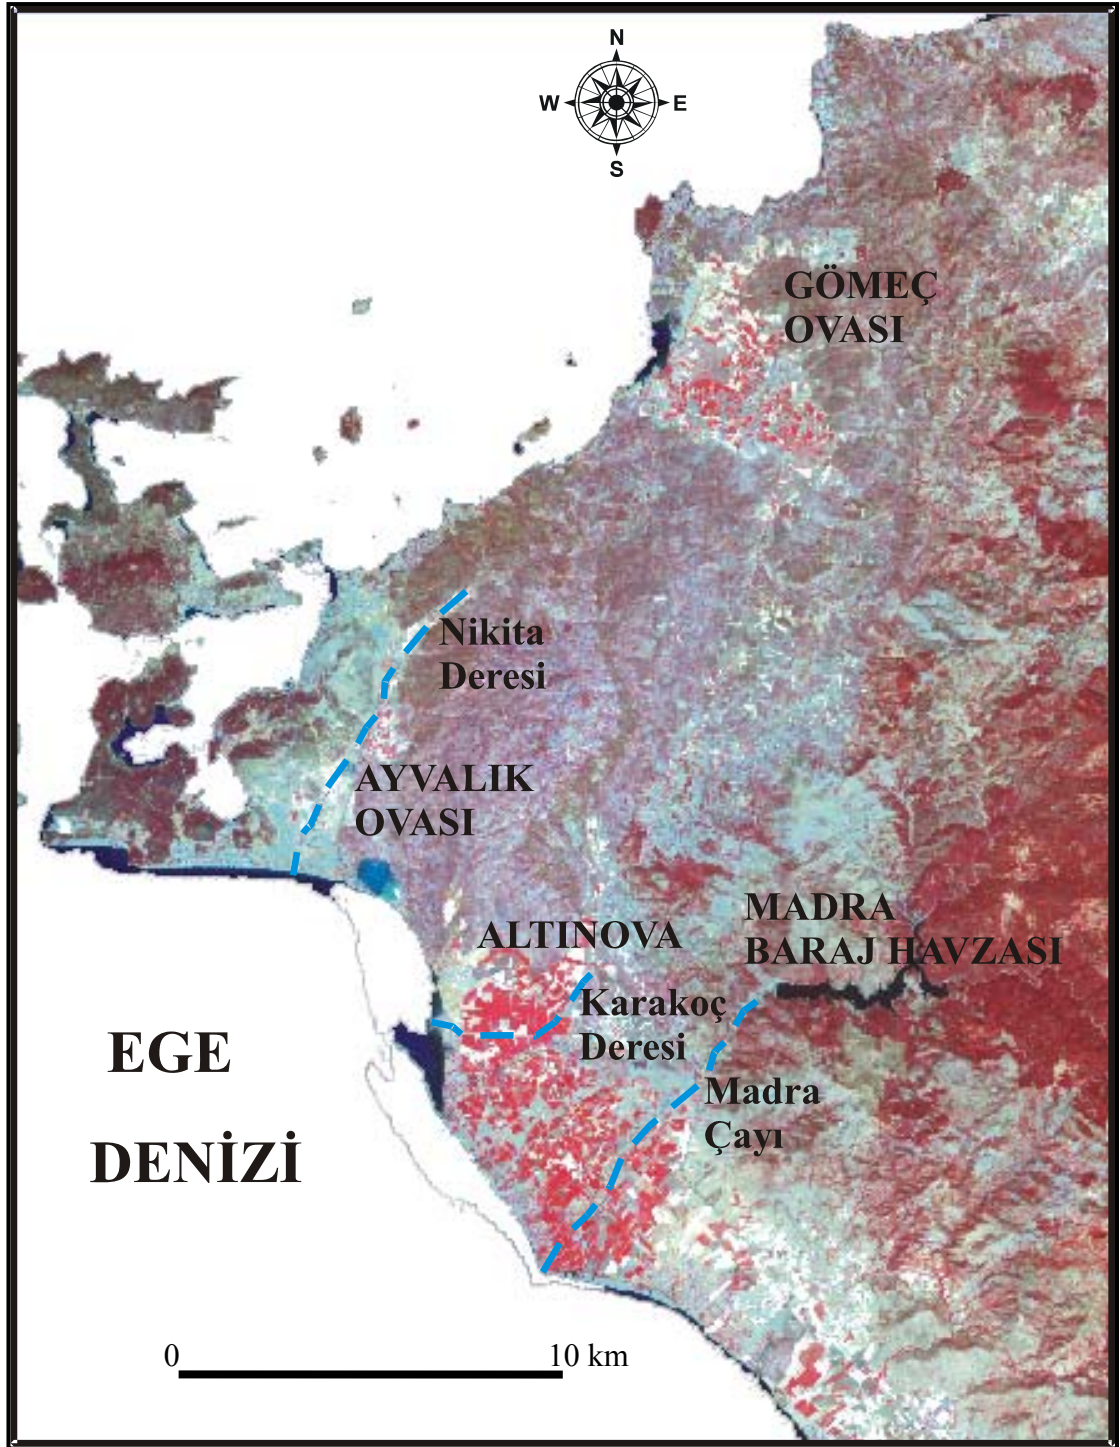 N
W E
S
GÖMEÇ
OVASI
Nikita
Deresi
AYVALIK
OVASI
MADRA
BARAJ HAVZASI
ALTINOVA
Karakoç
Deresi
EGE
DENİZİ
Madra
Çayı
0 10 km